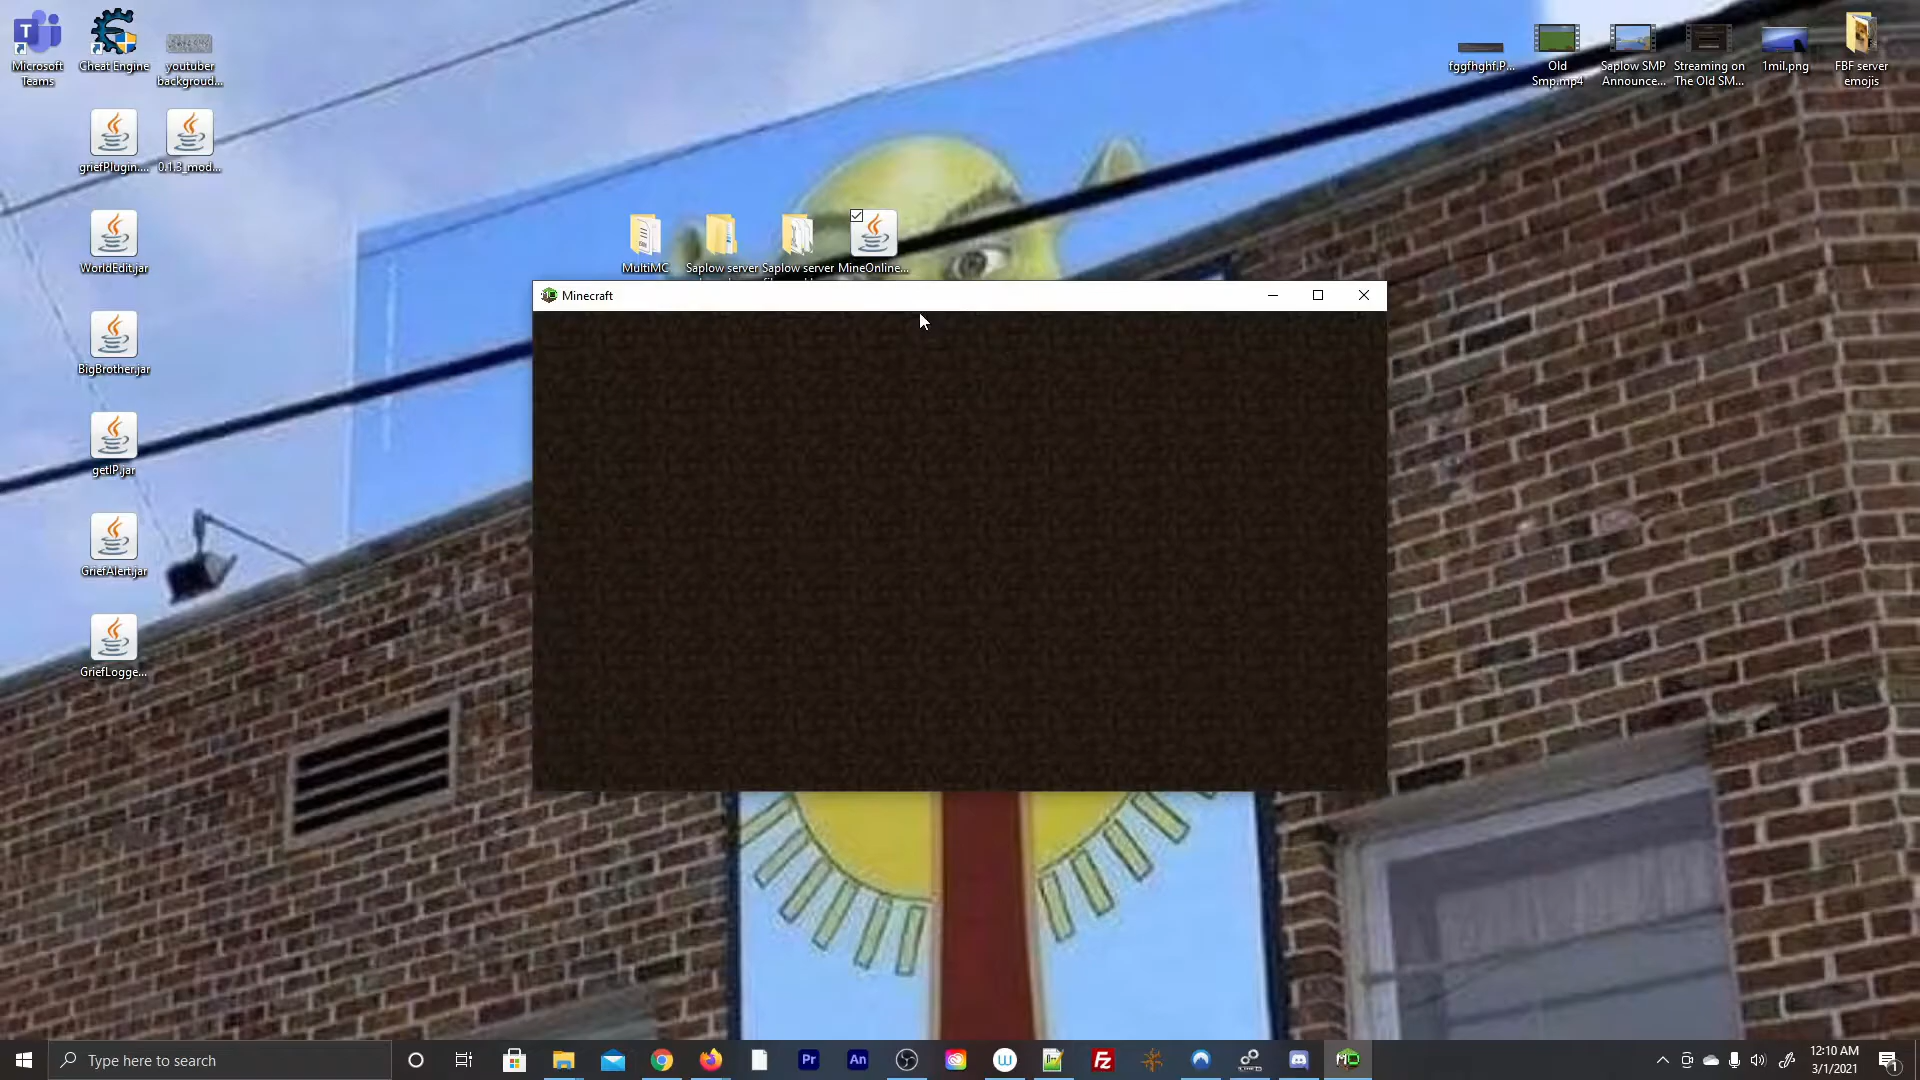 Microsoft
Teams
Cheat Engine
youtuber
backgroud...
fggfhghf.P...
Old
Smp.mp4
Saplow SMP
Announce...
Streaming on
The Old SM...
1mil.png
FBF server
emojis
griefPlugin....
0.1.3_mod...
WorldEdit.jar
MultiMC
Saplow server
Saplow server
MineOnline...
Minecraft
BigBrother.jar
getIP.jar
GriefAlert.jar
GriefLogge...
Type here to search
Pr
An
12:10 AM
3/1/2021